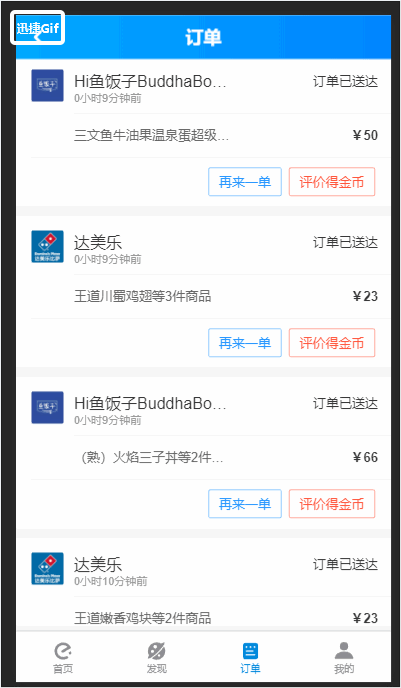 迅捷Gif
订单
Hi鱼饭子BuddhaBo…
订单已送达
0小时9分钟前
三文鱼牛油果温泉蛋超级…
￥50
再来一单
评价得金币
达美乐
订单已送达
0小时9分钟前
王道川蜀鸡翅等3件商品
￥23
再来一单
评价得金币
Hi鱼饭子BuddhaBo…
订单已送达
0小时9分钟前
（熟）火焰三子丼等2件…
￥66
再来一单
评价得金币
达美乐
订单已送达
0小时10分钟前
王道嫩香鸡块等2件商品
￥23
首页
发现
订单
我的